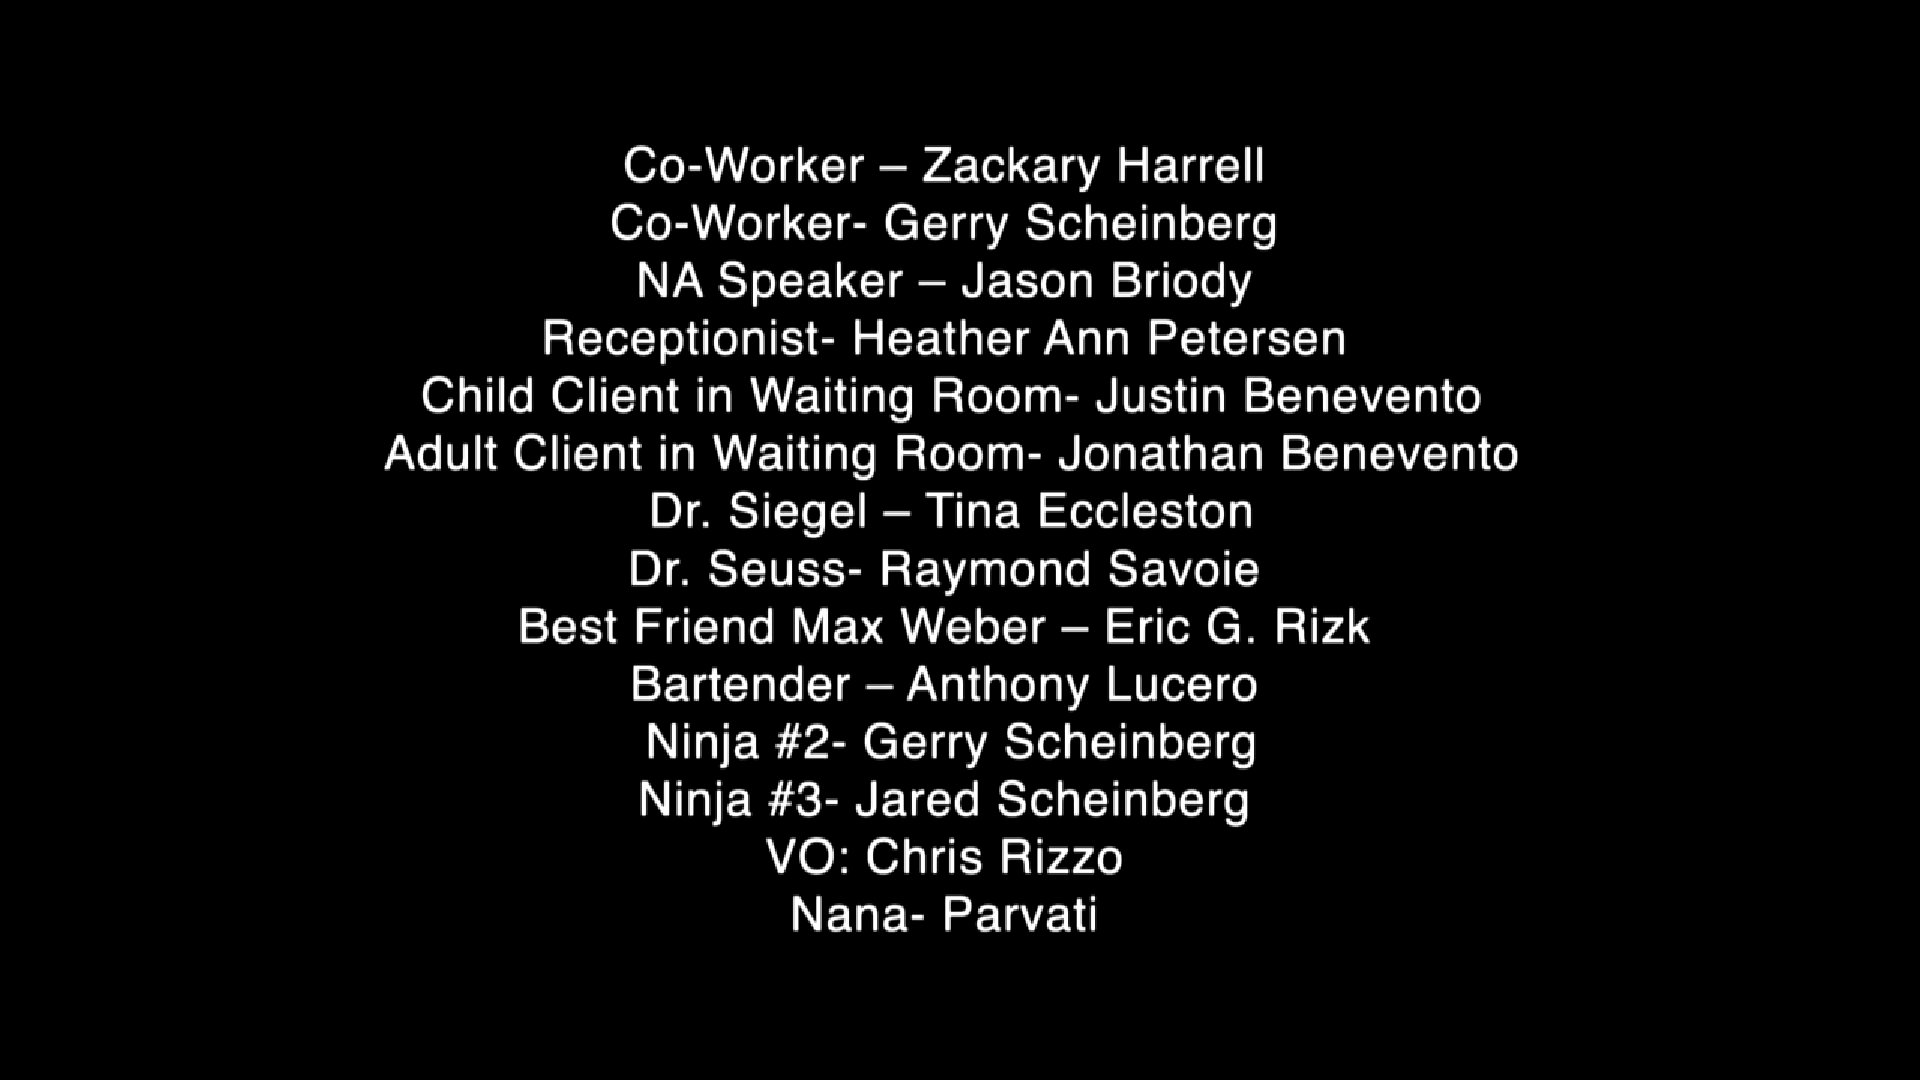 Co-Worker – Zackary Harrell
Co-Worker- Gerry Scheinberg
NA Speaker – Jason Briody
Receptionist- Heather Ann Petersen
Child Client in Waiting Room- Justin Benevento
Adult Client in Waiting Room- Jonathan Benevento
Dr. Siegel – Tina Eccleston
Dr. Seuss- Raymond Savoie
Best Friend Max Weber – Eric G. Rizk
Bartender – Anthony Lucero
Ninja #2- Gerry Scheinberg
Ninja #3- Jared Scheinberg
VO: Chris Rizzo
Nana- Parvati